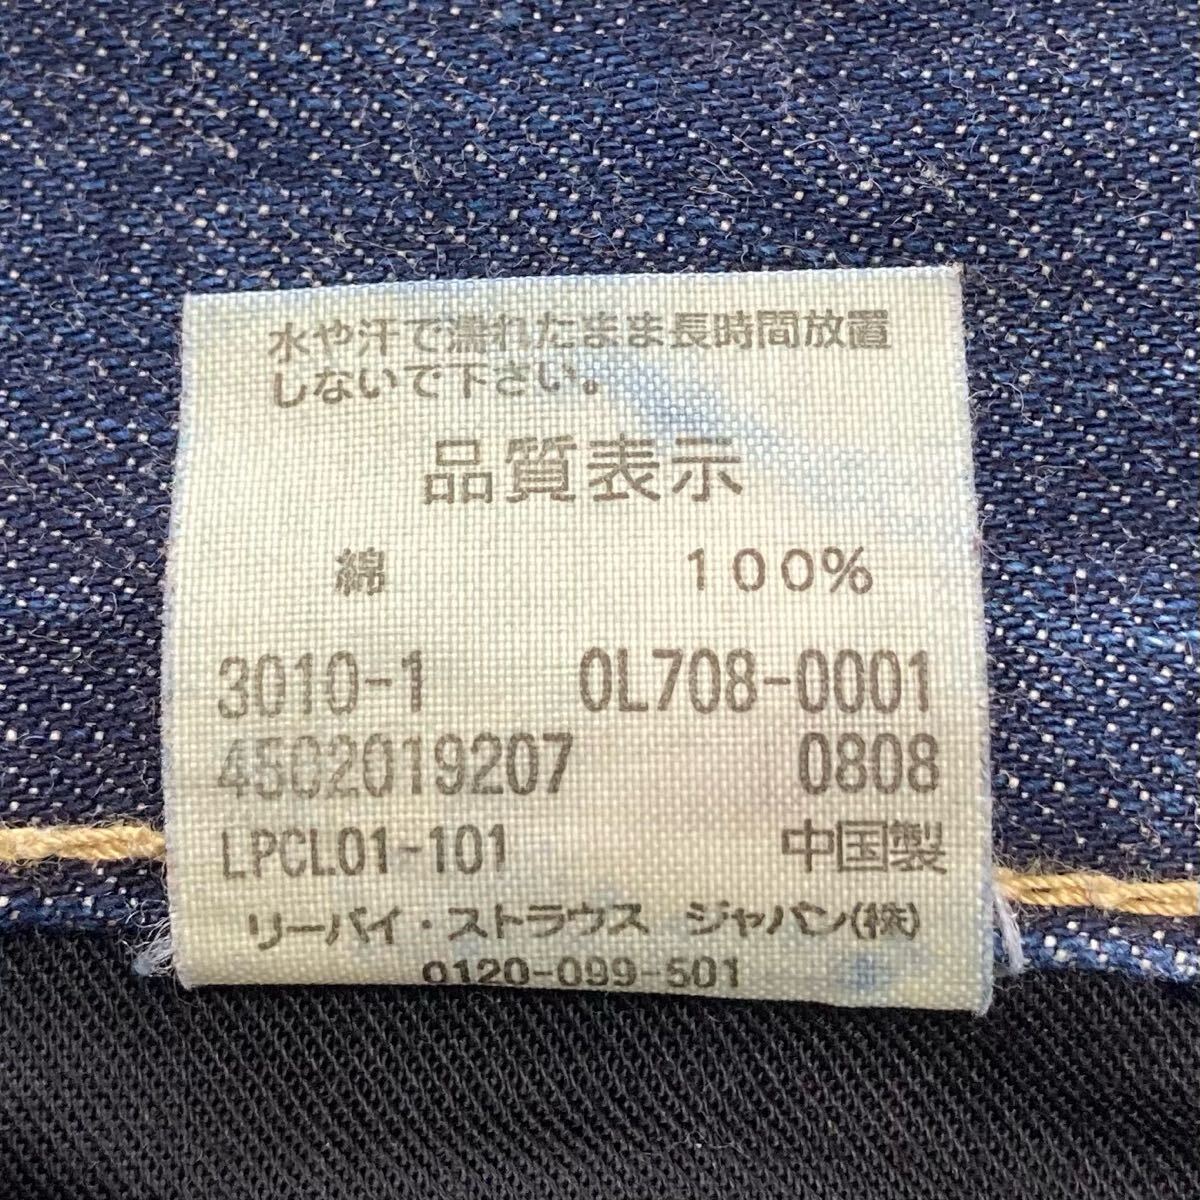 水や汗で濡れたまま長時間放置
しないで下さい。
品質表示
綿 100%
3010-1 0L708-0001
4502019207 0808
LPCL01-101 中国製
リーバイ・ストラウス ジャパン(株)
0120-099-501